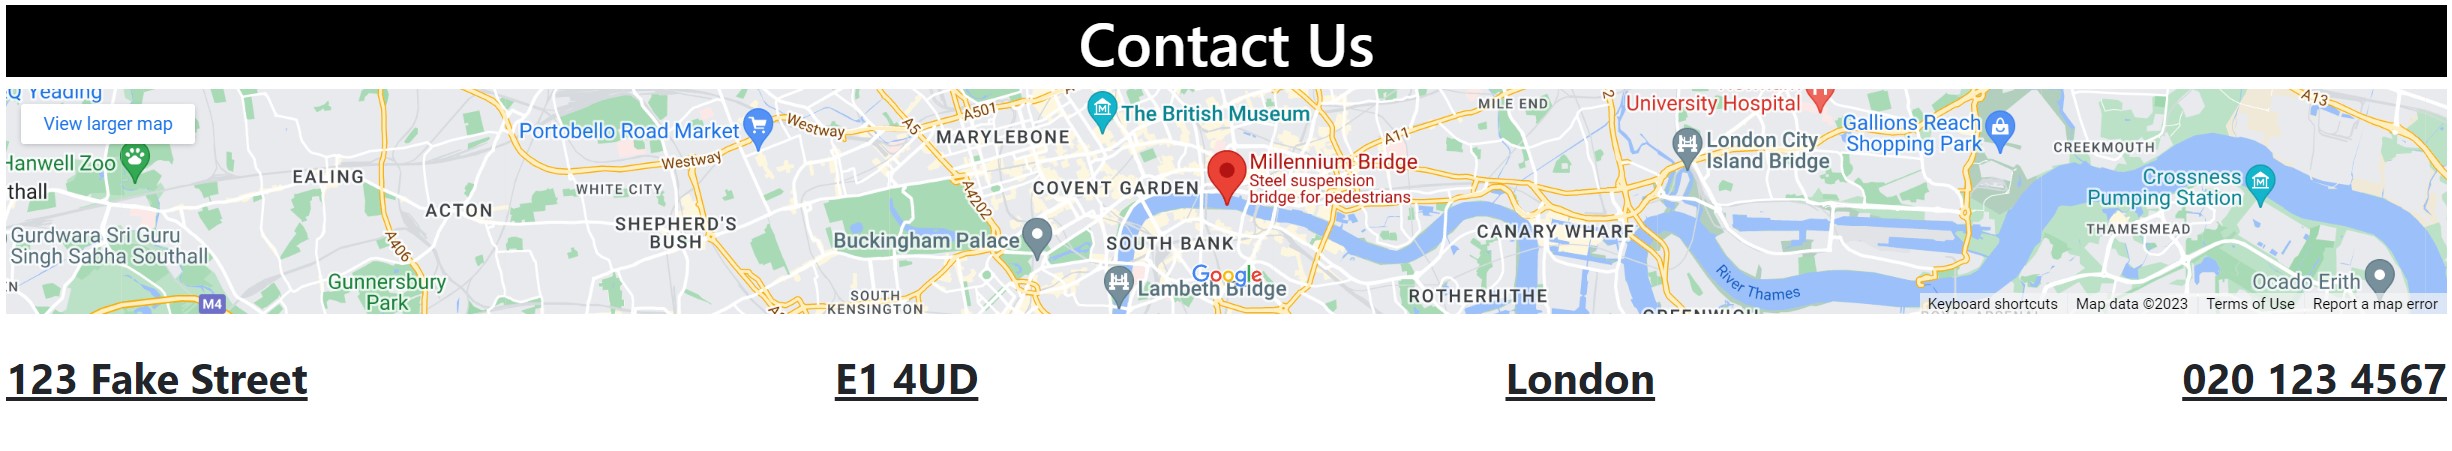 Contact Us
Q Yeading
View larger map
Hanwell Zoo
thall
Gurdwara Sri Guru
Singh Sabha Southall
EALING
ACTON
A406
Gunnersbury
Park
M4
Portobello Road Market
Westway
Westway
WHITE CITY
SHEPHERD'S
BUSH
A501
A5
MARYLEBONE
The British Museum
COVENT GARDEN
A4202
Buckingham Palace
SOUTH BANK
SOUTH
KENSINGTON
Lambeth Bridge
Google
Millennium Bridge
Steel suspension
bridge for pedestrians
A11
MILE END
University Hospital
London City
Island Bridge
CANARY WHARF
ROTHERHITHE
GREENWICH
River Thames
Gallions Reach
Shopping Park
CREEKMOUTH
A13
Crossness
Pumping Station
THAMESMEAD
Ocado Erith
Keyboard shortcuts
Map data ©2023
Terms of Use
Report a map error
123 Fake Street
E1 4UD
London
020 123 4567